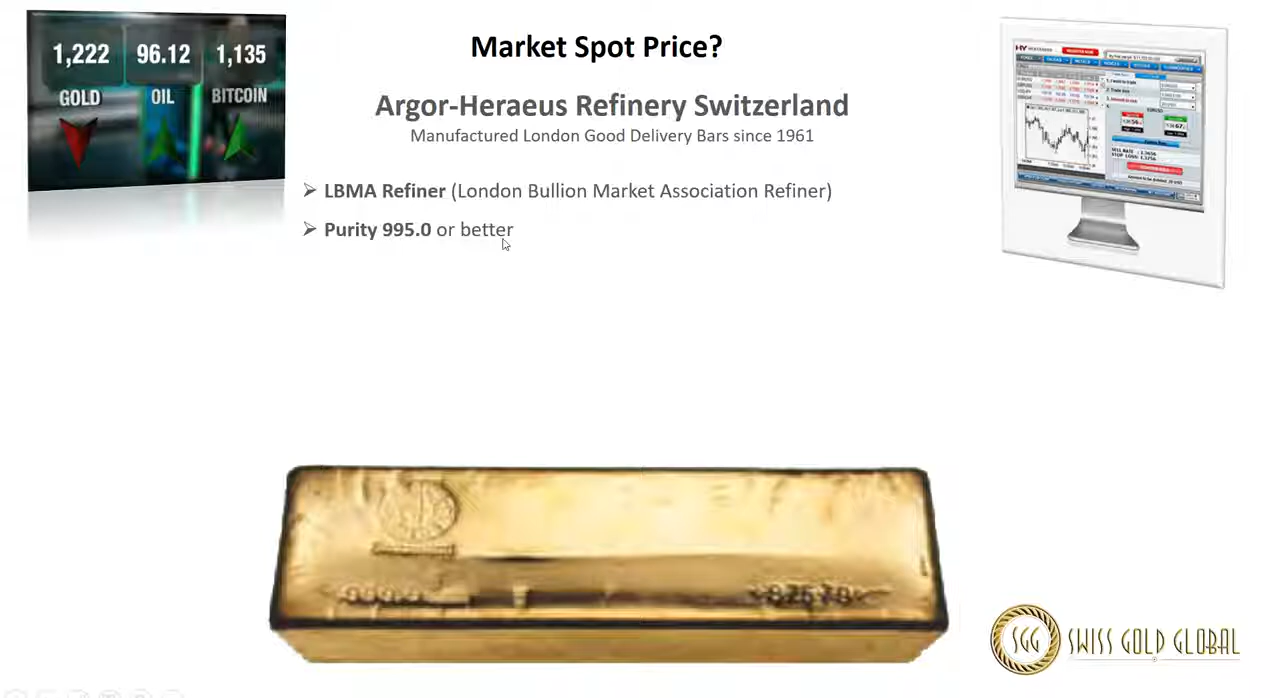 1,222 96.12 1,135
GOLD OIL BITCOIN
Market Spot Price?
Argor-Heraeus Refinery Switzerland
Manufactured London Good Delivery Bars since 1961
➢ LBMA Refiner (London Bullion Market Association Refiner)
➢ Purity 995.0 or better
SGG SWISS GOLD GLOBAL